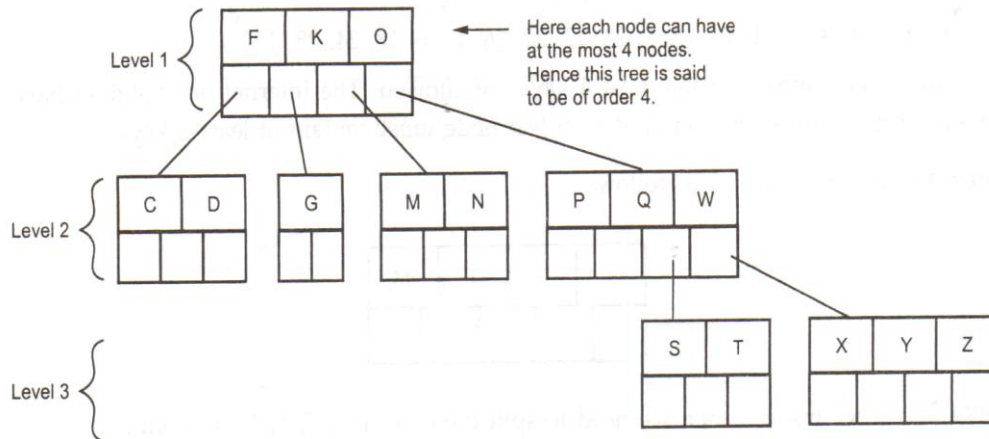 Level 1
F K O
Here each node can have
at the most 4 nodes.
Hence this tree is said
to be of order 4.
Level 2
C D
G
M N
P Q W
Level 3
S T
X Y Z